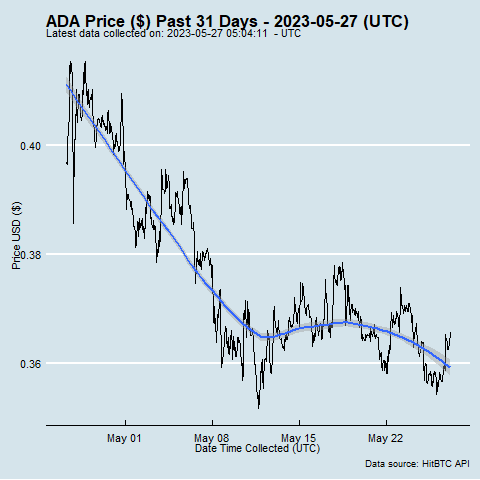 ADA Price ($) Past 31 Days - 2023-05-27 (UTC)
Latest data collected on: 2023-05-27 05:04:11 - UTC
Price USD ($)
0.40
0.38
0.36
May 01 May 08 May 15 May 22
Date Time Collected (UTC)
Data source: HitBTC API